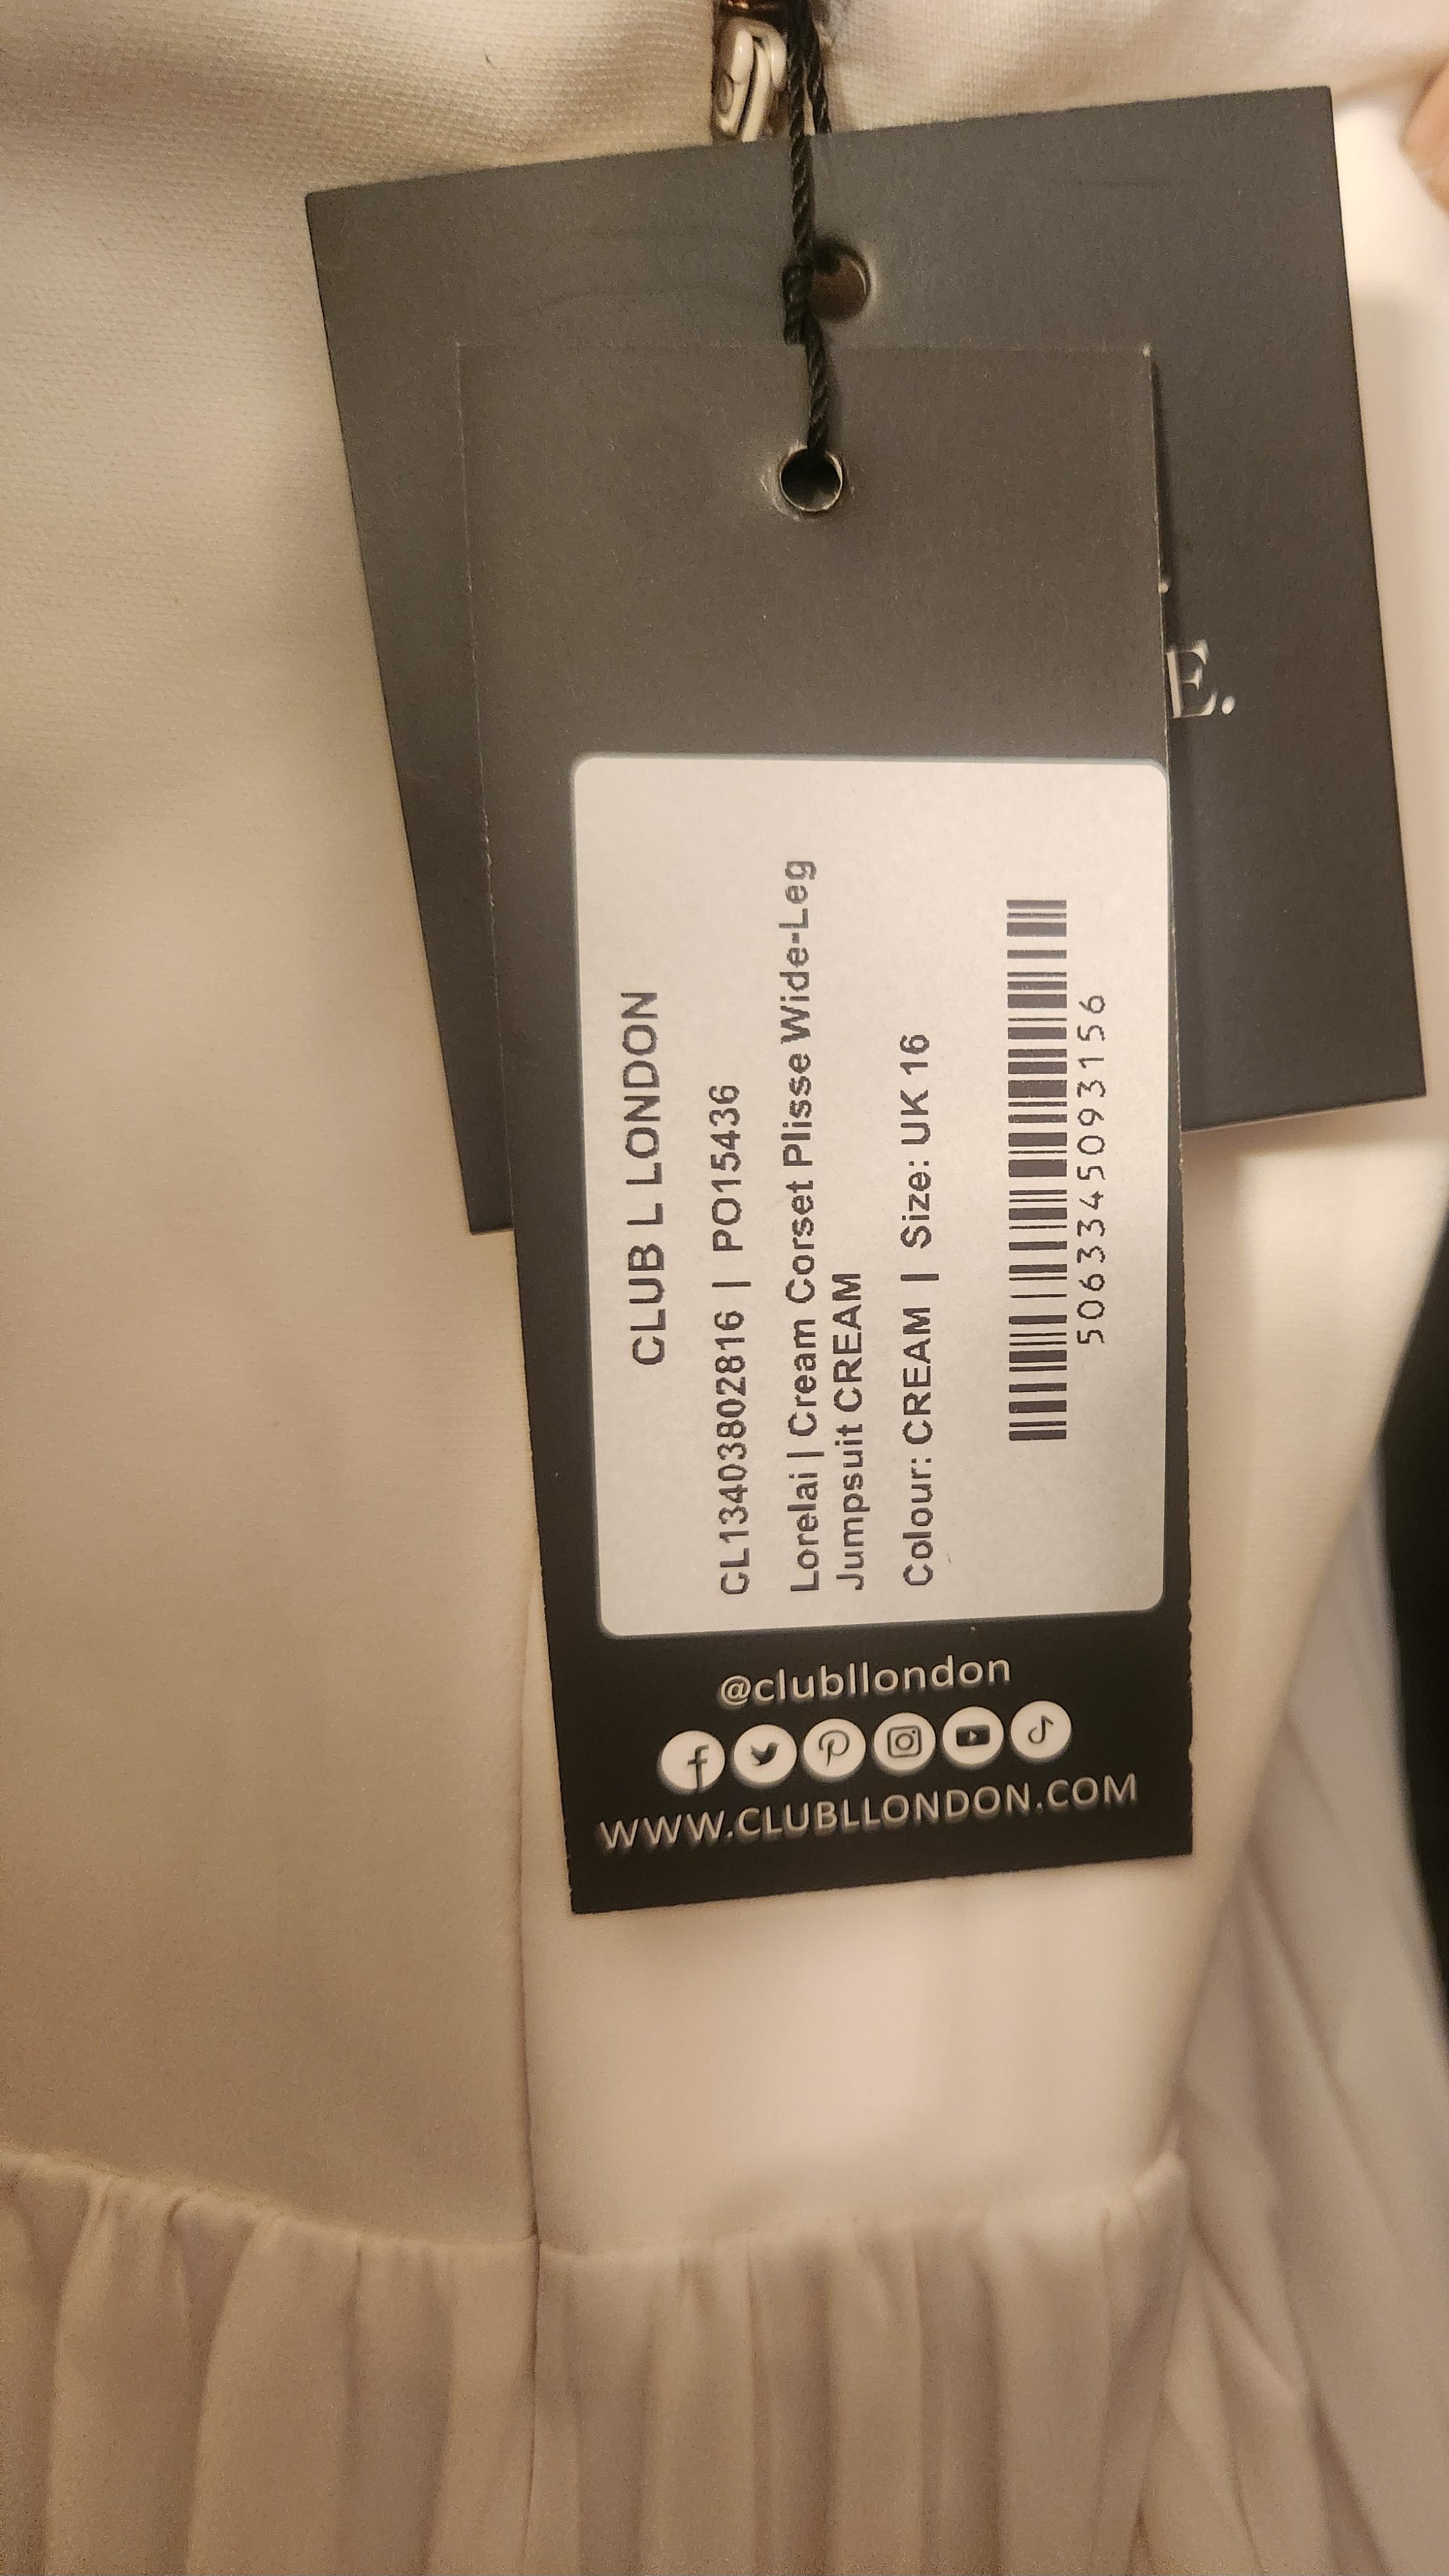 CLUB L LONDON
CL13403802816 | PO15436
Lorelai | Cream Corset Plisse Wide-Leg
Jumpsuit CREAM
Colour: CREAM | Size: UK 16
5063345093156
@clubllondon
WWW.CLUBLLONDON.COM
E.